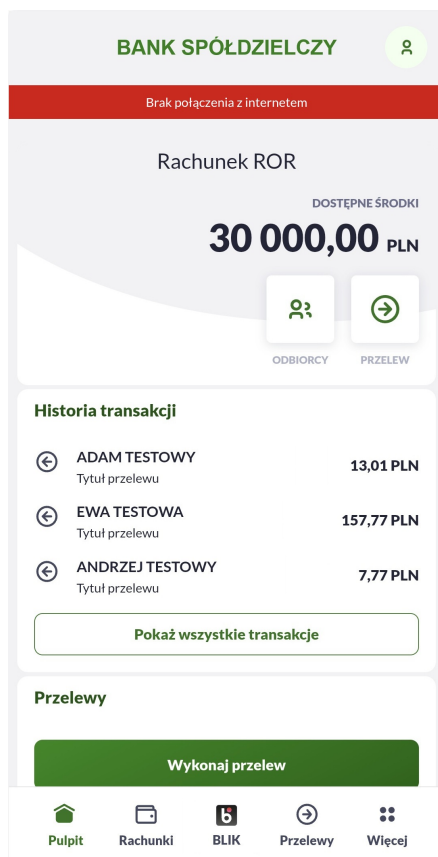 BANK SPÓŁDZIELCZY
Brak połączenia z internetem
Rachunek ROR
DOSTĘPNE ŚRODKI
30 000,00 PLN
ODBIORCY PRZELEW
Historia transakcji
ADAM TESTOWY 13,01 PLN
Tytuł przelewu
EWA TESTOWA 157,77 PLN
Tytuł przelewu
ANDRZEJ TESTOWY 7,77 PLN
Tytuł przelewu
Pokaż wszystkie transakcje
Przelewy
Wykonaj przelew
Pulpit Rachunki BLIK Przelewy Więcej